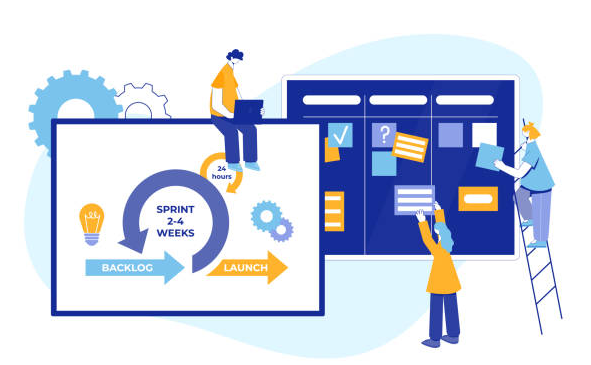 24
hours
SPRINT
2-4
WEEKS
BACKLOG
LAUNCH
?